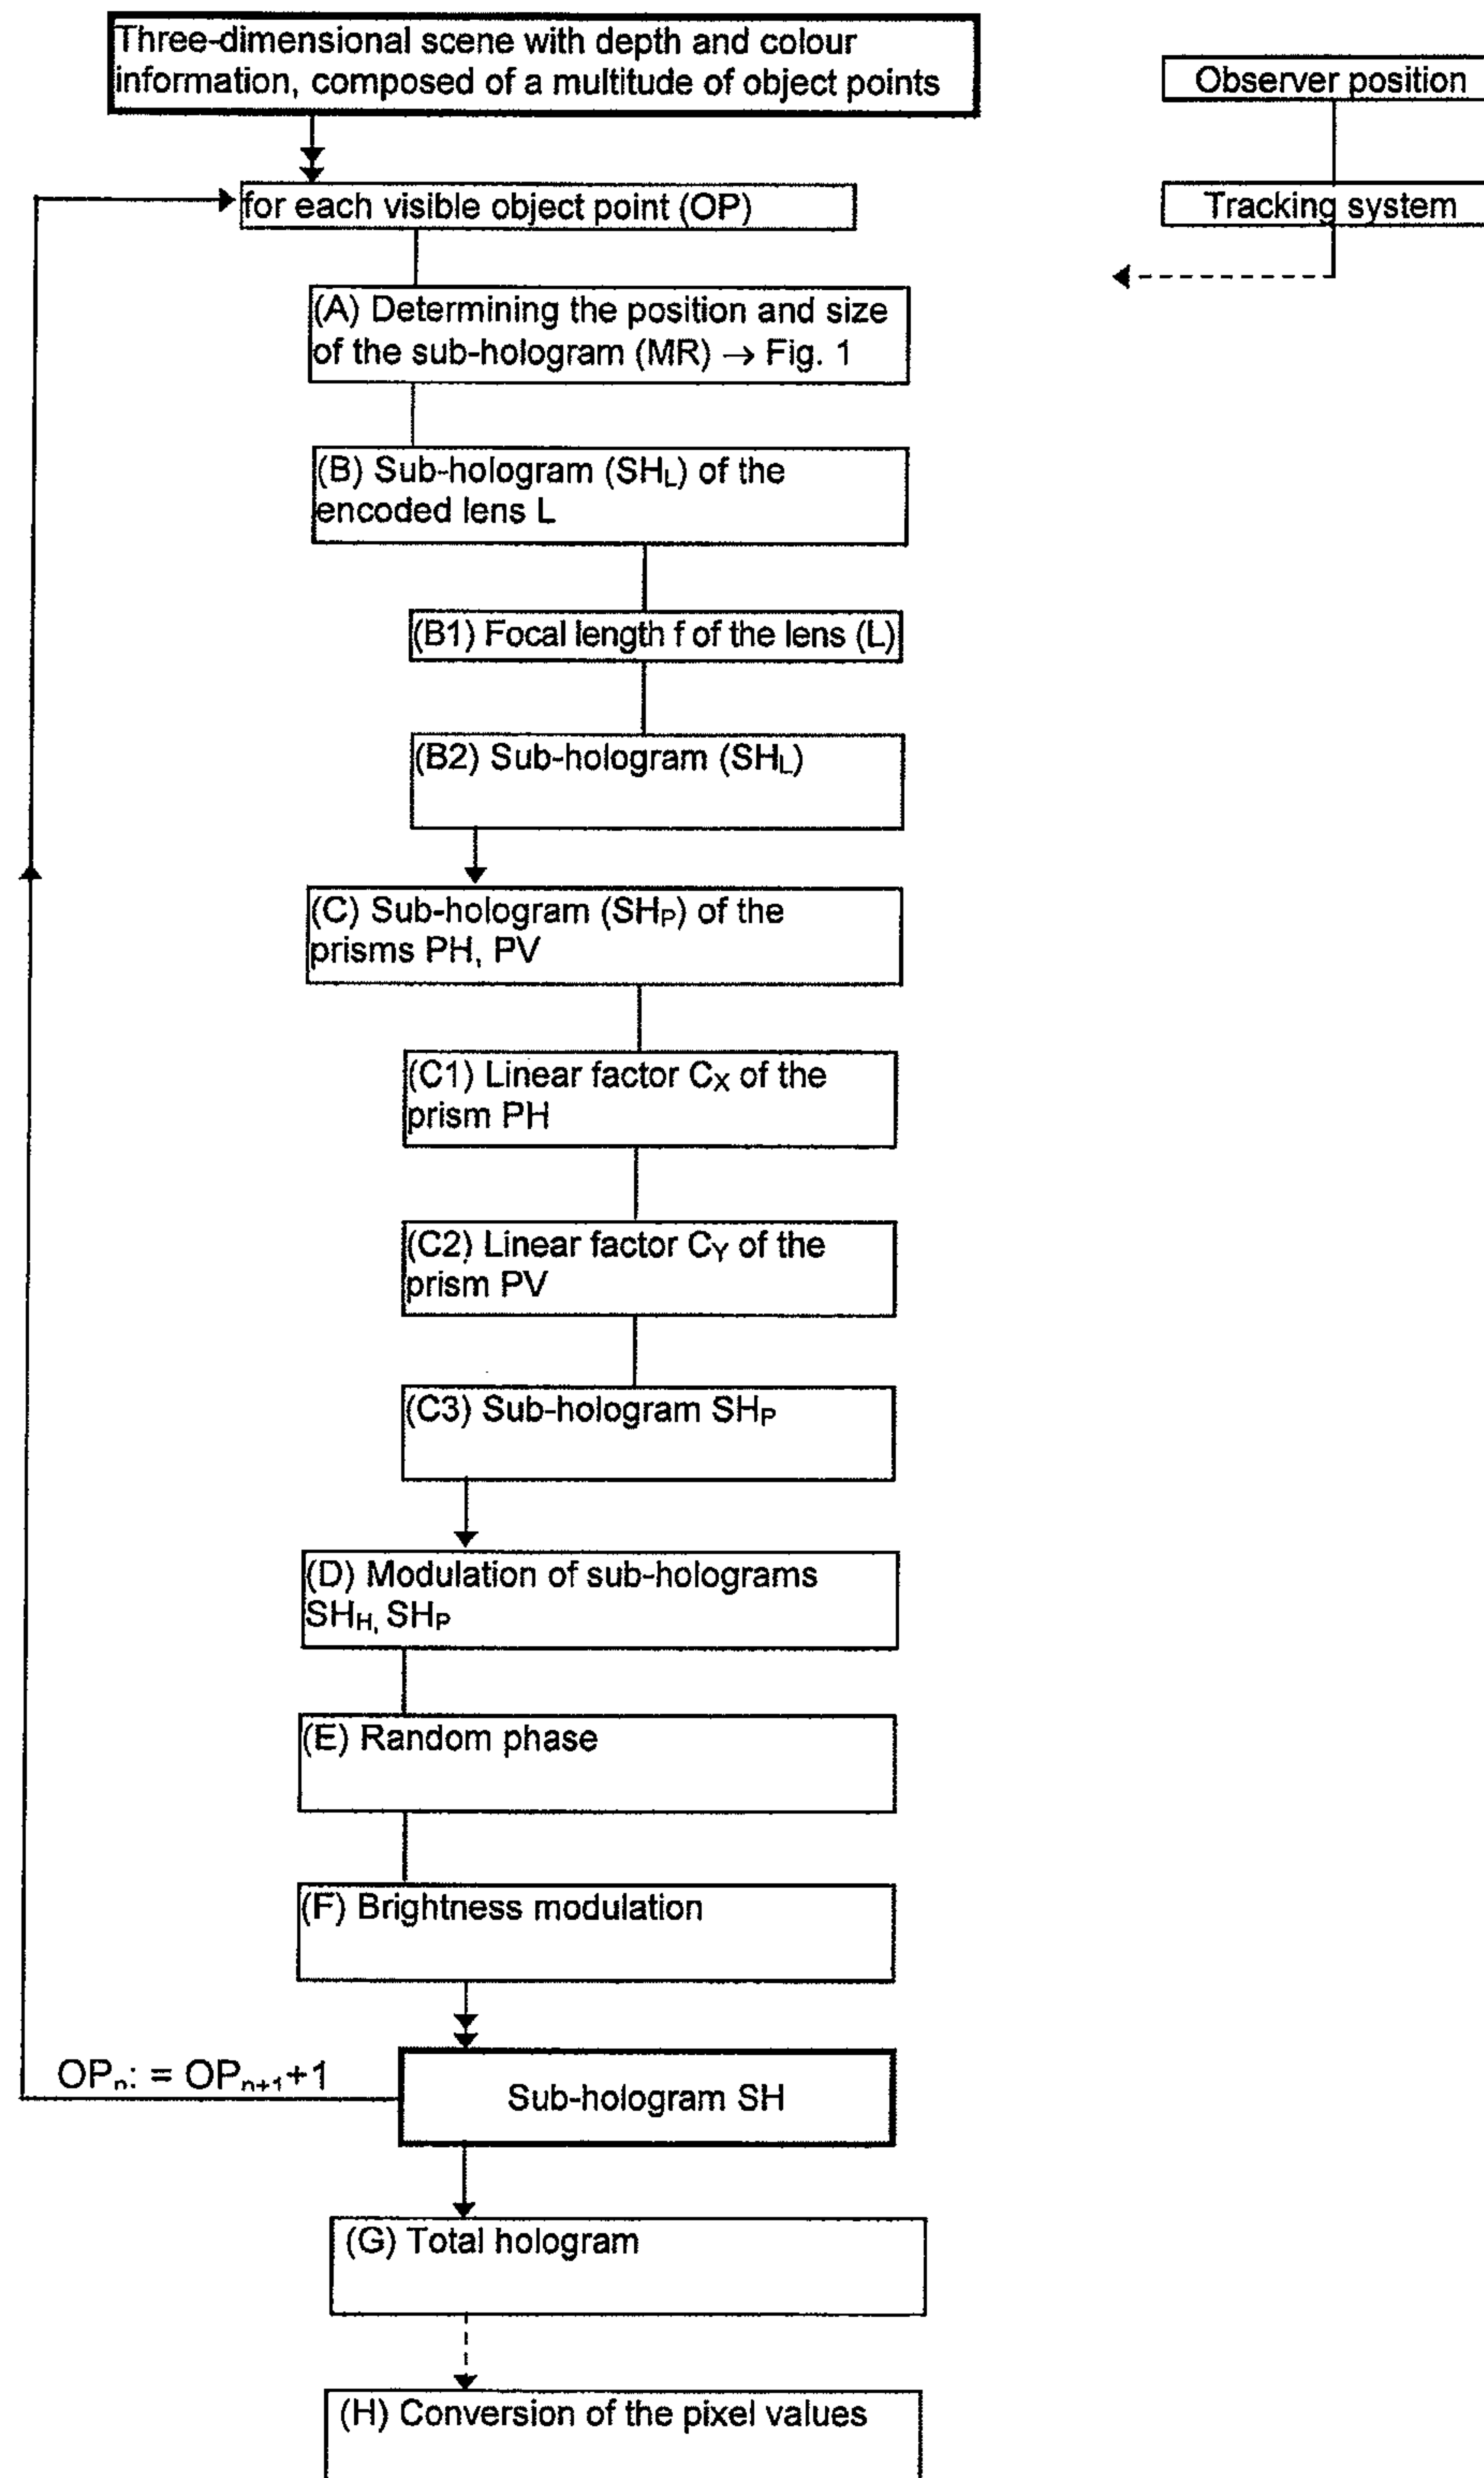 Three-dimensional scene with depth and colour
information, composed of a multitude of object points
Observer position
for each visible object point (OP)
Tracking system
(A) Determining the position and size
of the sub-hologram (MR) → Fig. 1
(B) Sub-hologram (SHL) of the
encoded lens L
(B1) Focal length f of the lens (L)
(B2) Sub-hologram (SHL)
(C) Sub-hologram (SHP) of the
prisms PH, PV
(C1) Linear factor CX of the
prism PH
(C2) Linear factor CY of the
prism PV
(C3) Sub-hologram SHP
(D) Modulation of sub-holograms
SHH, SHP
(E) Random phase
(F) Brightness modulation
OPn: = OPn+1+1
Sub-hologram SH
(G) Total hologram
(H) Conversion of the pixel values